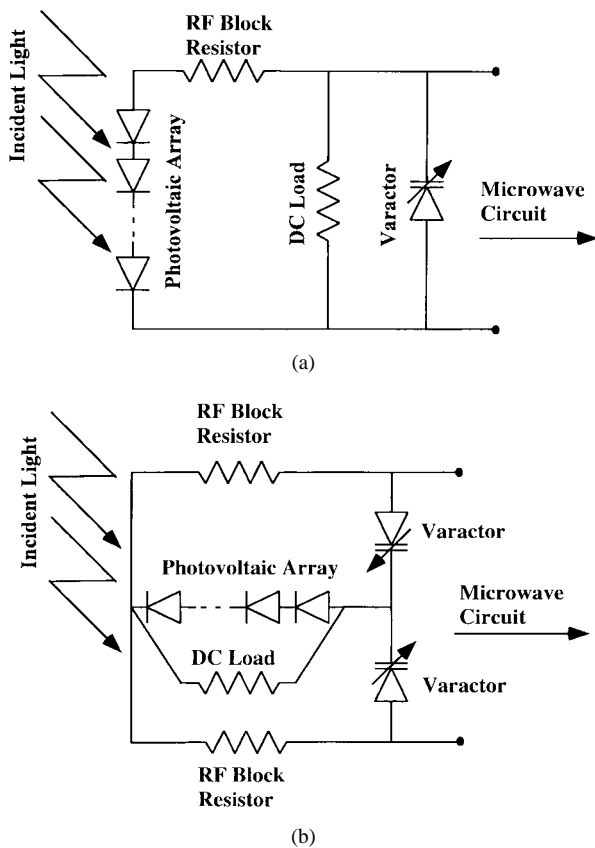 RF Block
Resistor
Incident Light
Photovoltaic Array
DC Load
Varactor
Microwave
Circuit
(a)
RF Block
Resistor
Incident Light
Varactor
Photovoltaic Array
Microwave
Circuit
DC Load
Varactor
RF Block
Resistor
(b)